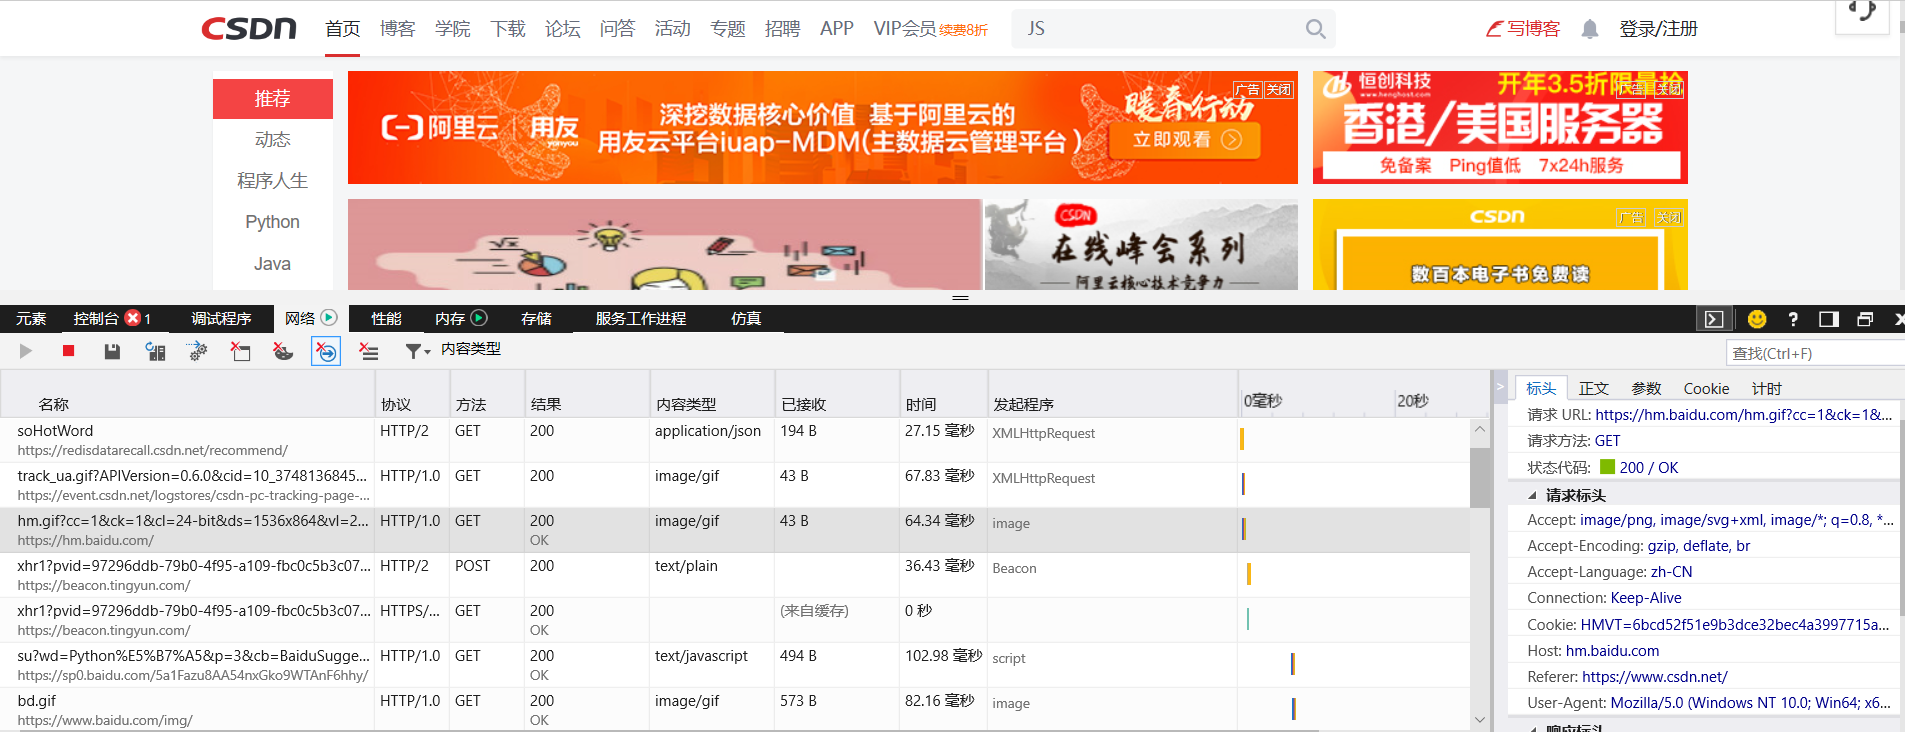 CSDN 首页 博客 学院 下载 论坛 问答 活动 专题 招聘 APP VIP会员 续费8折 JS 写博客 登录/注册
推荐
动态
程序人生
Python
Java
阿里云 用友 yonyou 深挖数据核心价值 基于阿里云的 暖春行动 广告 关闭
用友云平台iuap-MDM(主数据云管理平台) 立即观看
恒创科技 www.henghost.com 开年3.5折限量抢 广告 关闭
香港/美国服务器
免备案 Ping值低 7x24h服务
CSDN
在线峰会系列
阿里云核心技术竞争力
CSDN 广告 关闭
数百本电子书免费读
元素 控制台 1 调试程序 网络 性能 内存 存储 服务工作进程 仿真 ?
内容类型 查找(Ctrl+F)
名称 协议 方法 结果 内容类型 已接收 时间 发起程序 0毫秒 20秒
soHotWord HTTP/2 GET 200 application/json 194 B 27.15 毫秒 XMLHttpRequest
https://redisdatarecall.csdn.net/recommend/
track_ua.gif?APIVersion=0.6.0&cid=10_3748136845... HTTP/1.0 GET 200 image/gif 43 B 67.83 毫秒 XMLHttpRequest
https://event.csdn.net/logstores/csdn-pc-tracking-page-...
hm.gif?cc=1&ck=1&cl=24-bit&ds=1536x864&vl=2... HTTP/1.0 GET 200 image/gif 43 B 64.34 毫秒 image
https://hm.baidu.com/ OK
xhr1?pvid=97296ddb-79b0-4f95-a109-fbc0c5b3c07... HTTP/2 POST 200 text/plain 36.43 毫秒 Beacon
https://beacon.tingyun.com/
xhr1?pvid=97296ddb-79b0-4f95-a109-fbc0c5b3c07... HTTPS/... GET 200 (来自缓存) 0 秒
https://beacon.tingyun.com/ OK
su?wd=Python%E5%B7%A5&p=3&cb=BaiduSugge... HTTP/1.0 GET 200 text/javascript 494 B 102.98 毫秒 script
https://sp0.baidu.com/5a1Fazu8AA54nxGko9WTAnF6hhy/ OK
bd.gif HTTP/1.0 GET 200 image/gif 573 B 82.16 毫秒 image
https://www.baidu.com/img/ OK
标头 正文 参数 Cookie 计时
请求 URL: https://hm.baidu.com/hm.gif?cc=1&ck=1&...
请求方法: GET
状态代码: 200 / OK
请求标头
Accept: image/png, image/svg+xml, image/*; q=0.8, *...
Accept-Encoding: gzip, deflate, br
Accept-Language: zh-CN
Connection: Keep-Alive
Cookie: HMVT=6bcd52f51e9b3dce32bec4a3997715a...
Host: hm.baidu.com
Referer: https://www.csdn.net/
User-Agent: Mozilla/5.0 (Windows NT 10.0; Win64; x6...
响应标头